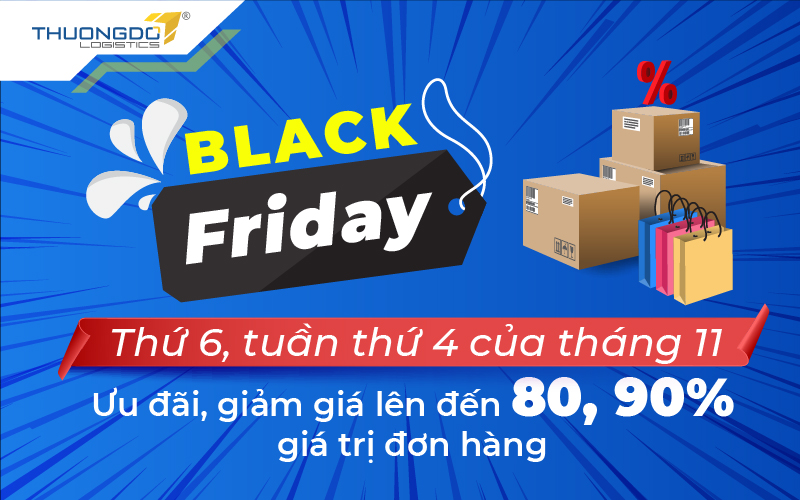 THUONGDO
LOGISTICS
®
%
BLACK
Friday
Thứ 6, tuần thứ 4 của tháng 11
Ưu đãi, giảm giá lên đến 80, 90%
giá trị đơn hàng